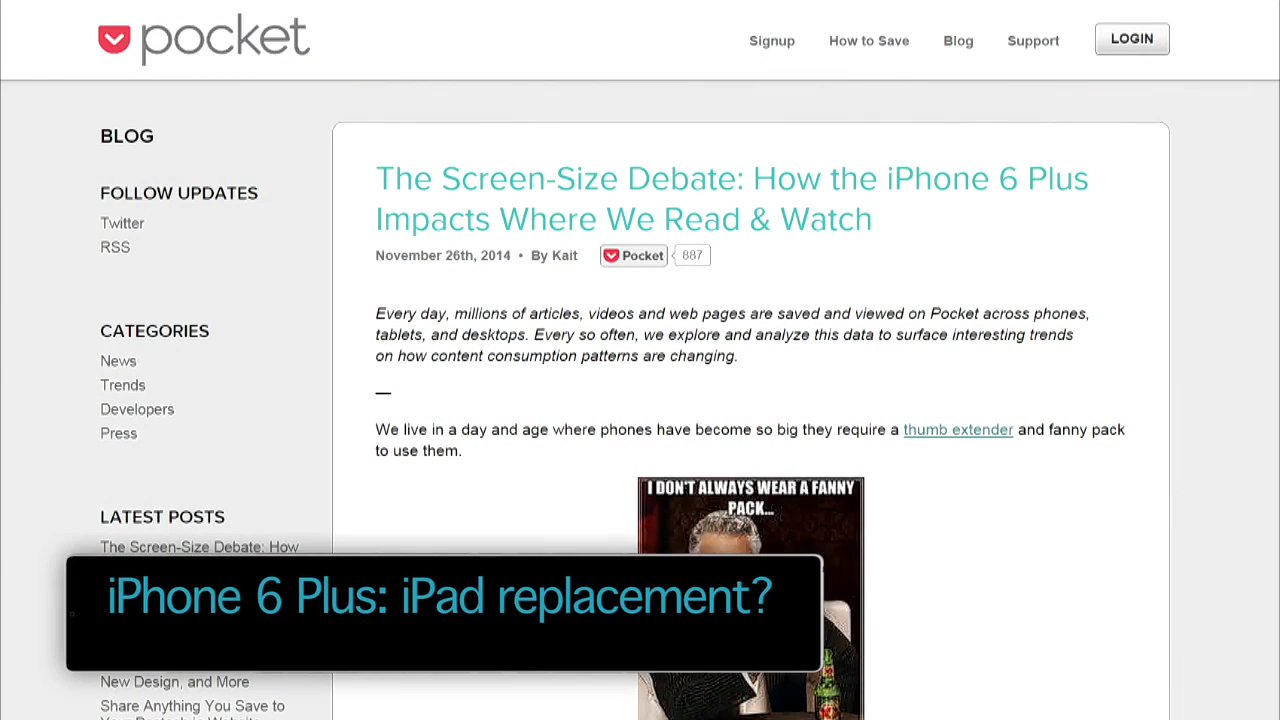 pocket
Signup
How to Save
Blog
Support
LOGIN
BLOG
FOLLOW UPDATES
Twitter
RSS
CATEGORIES
News
Trends
Developers
Press
LATEST POSTS
The Screen-Size Debate: How
New Design, and More
Share Anything You Save to
The Screen-Size Debate: How the iPhone 6 Plus
Impacts Where We Read & Watch
November 26th, 2014 • By Kait
Pocket
887
Every day, millions of articles, videos and web pages are saved and viewed on Pocket across phones,
tablets, and desktops. Every so often, we explore and analyze this data to surface interesting trends
on how content consumption patterns are changing.
—
We live in a day and age where phones have become so big they require a thumb extender and fanny pack
to use them.
I DON'T ALWAYS WEAR A FANNY
PACK...
iPhone 6 Plus: iPad replacement?